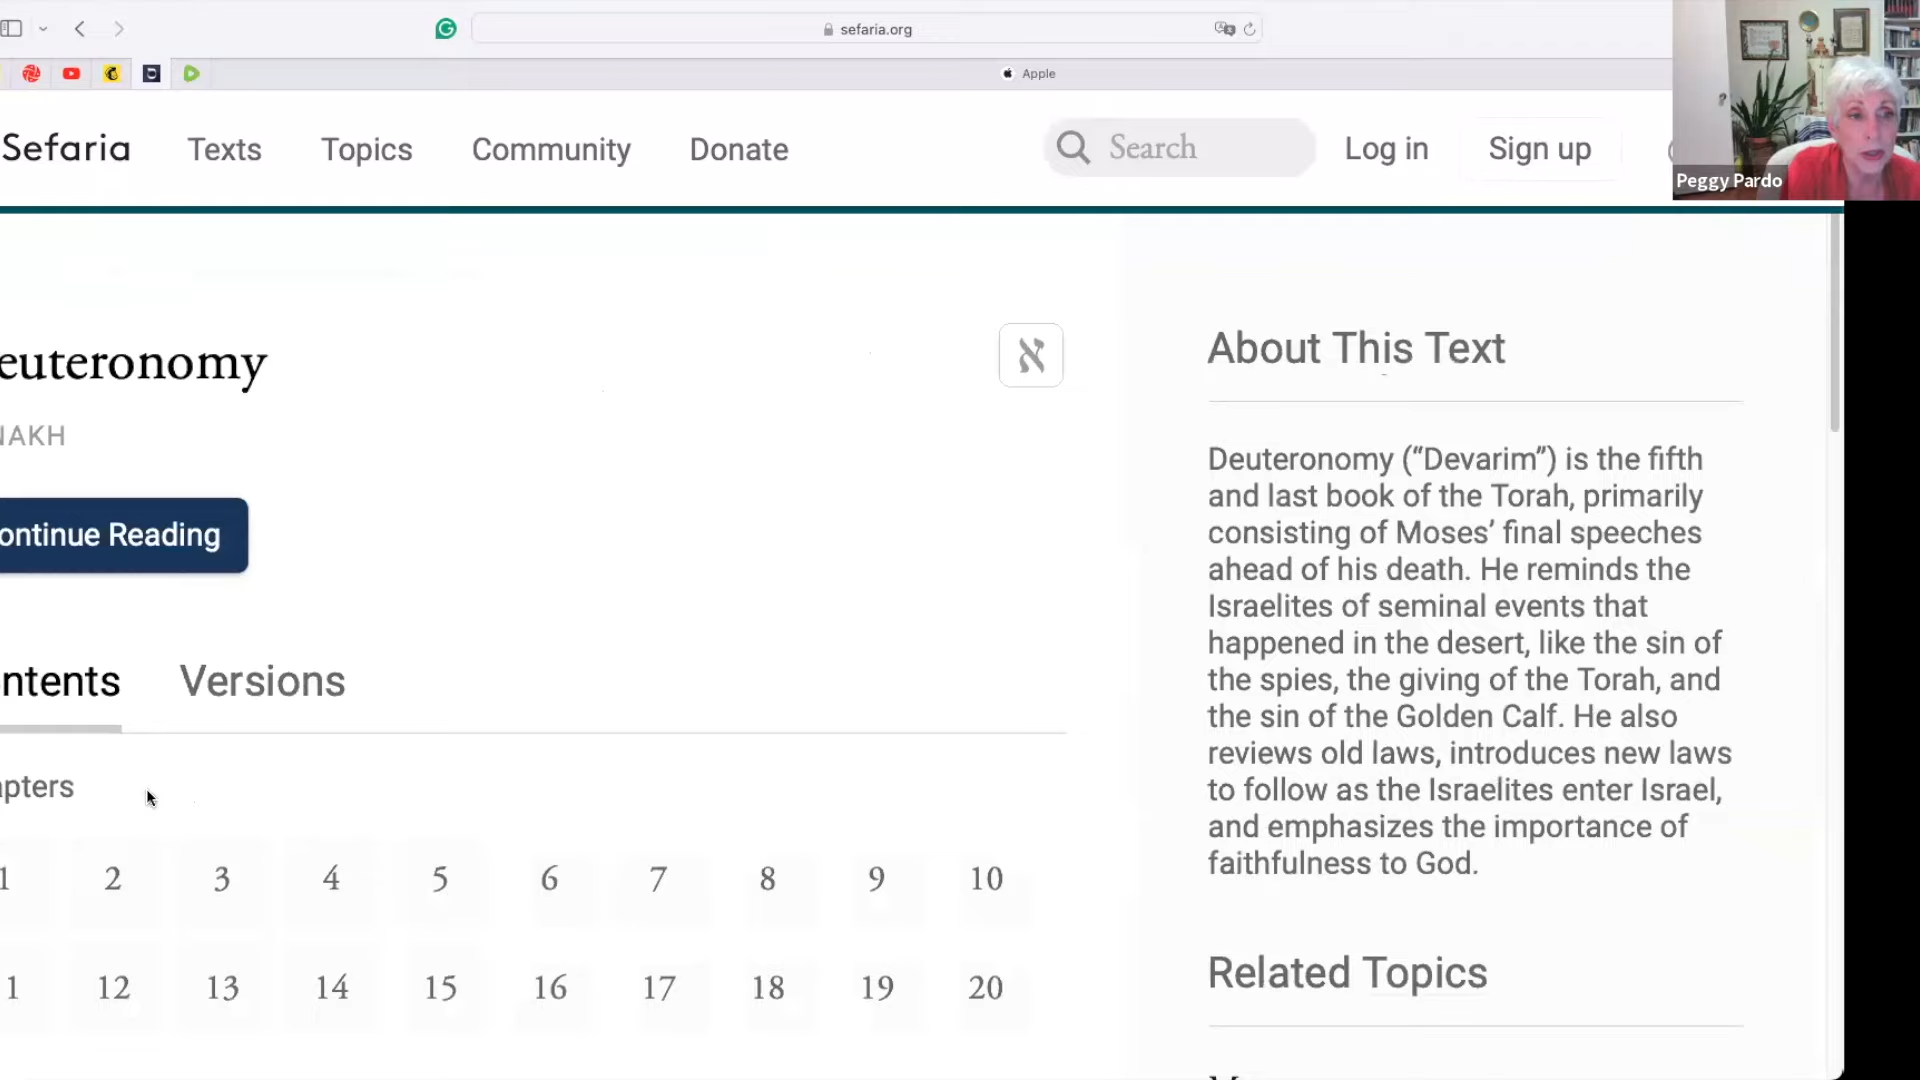 sefaria.org
Apple
Sefaria
Texts
Topics
Community
Donate
Search
Log in
Sign up
Peggy Pardo
euteronomy
NAKH
א
ontinue Reading
ntents
Versions
apters
1 2 3 4 5 6 7 8 9 10
1 12 13 14 15 16 17 18 19 20
About This Text
Deuteronomy (“Devarim”) is the fifth
and last book of the Torah, primarily
consisting of Moses’ final speeches
ahead of his death. He reminds the
Israelites of seminal events that
happened in the desert, like the sin of
the spies, the giving of the Torah, and
the sin of the Golden Calf. He also
reviews old laws, introduces new laws
to follow as the Israelites enter Israel,
and emphasizes the importance of
faithfulness to God.
Related Topics